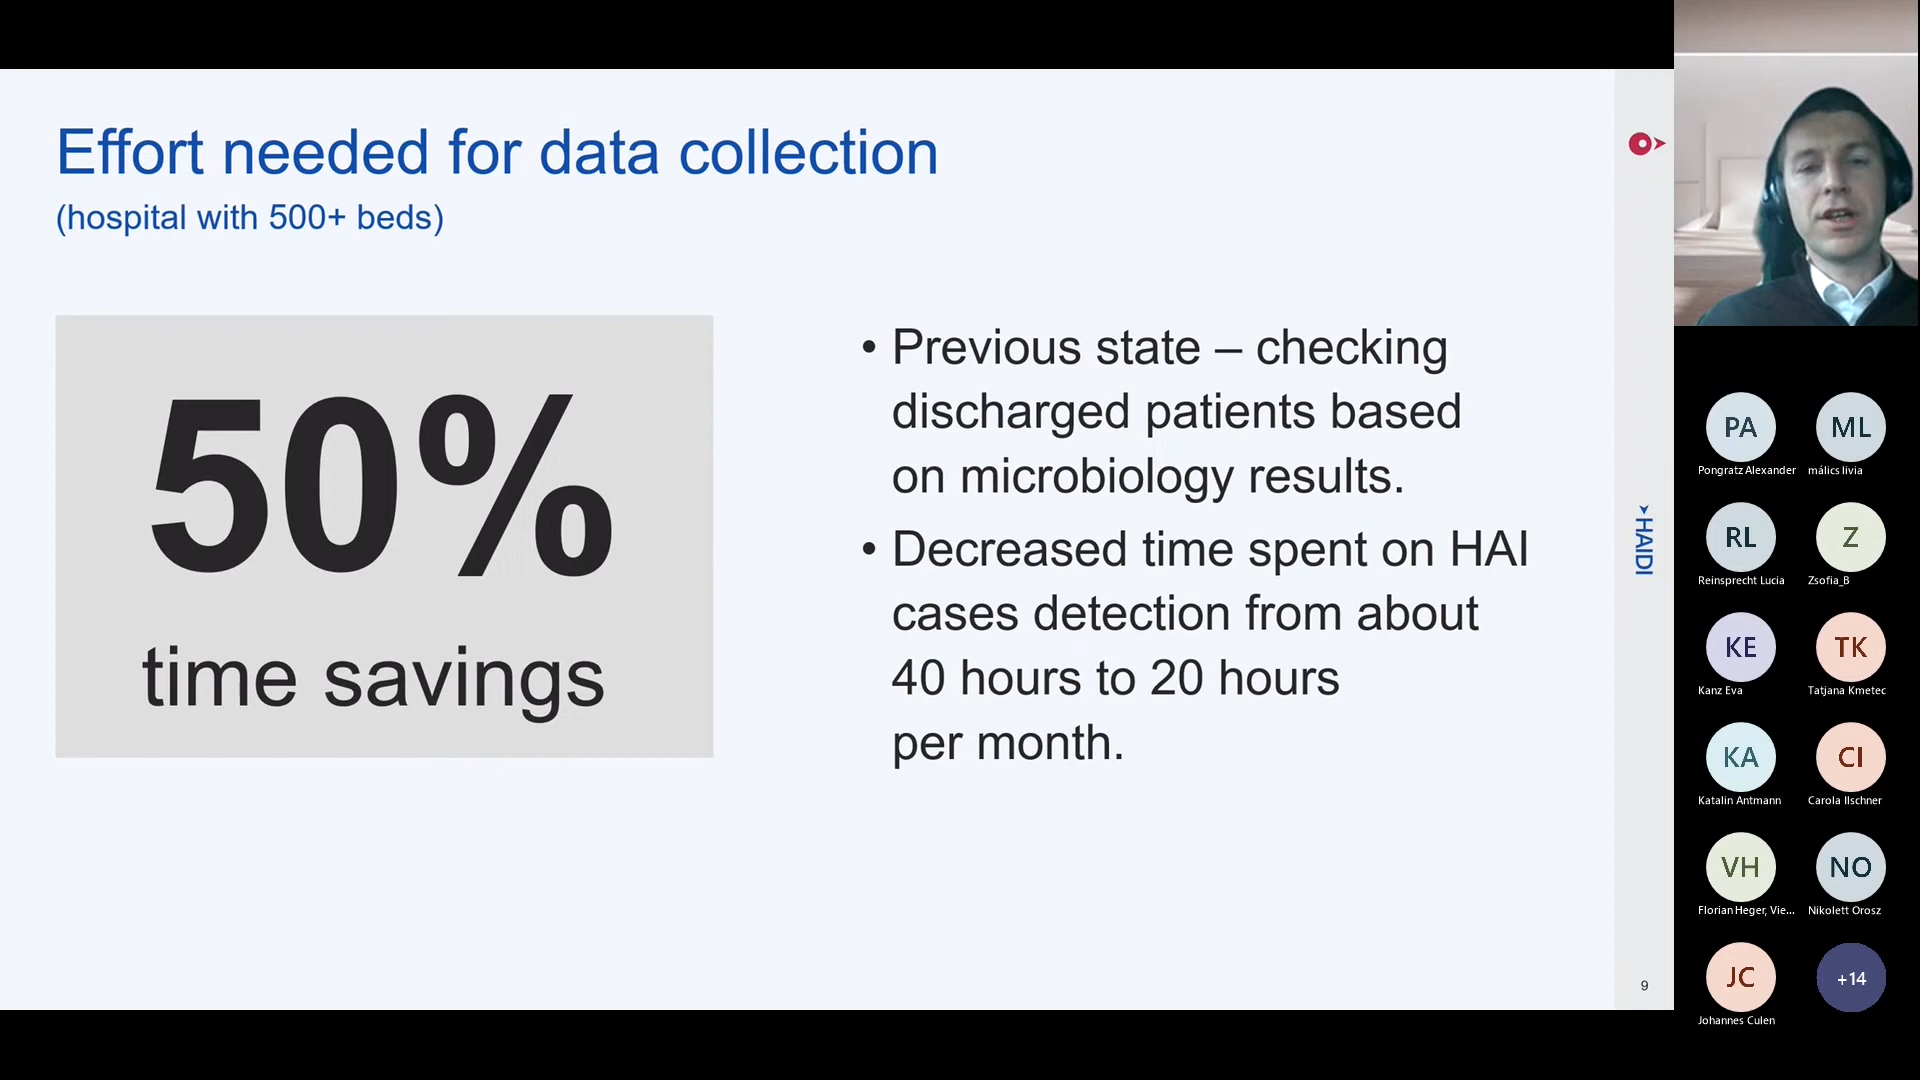 Effort needed for data collection
(hospital with 500+ beds)
50%
time savings
• Previous state – checking
discharged patients based
on microbiology results.
• Decreased time spent on HAI
cases detection from about
40 hours to 20 hours
per month.
HAIDI
9
PA
Pongratz Alexander
ML
málics lívia
RL
Reinsprecht Lucia
Z
Zsofia_B
KE
Kanz Eva
TK
Tatjana Kmetec
KA
Katalin Antmann
CI
Carola Ilschner
VH
Florian Heger, Vie...
NO
Nikolett Orosz
JC
Johannes Culen
+14